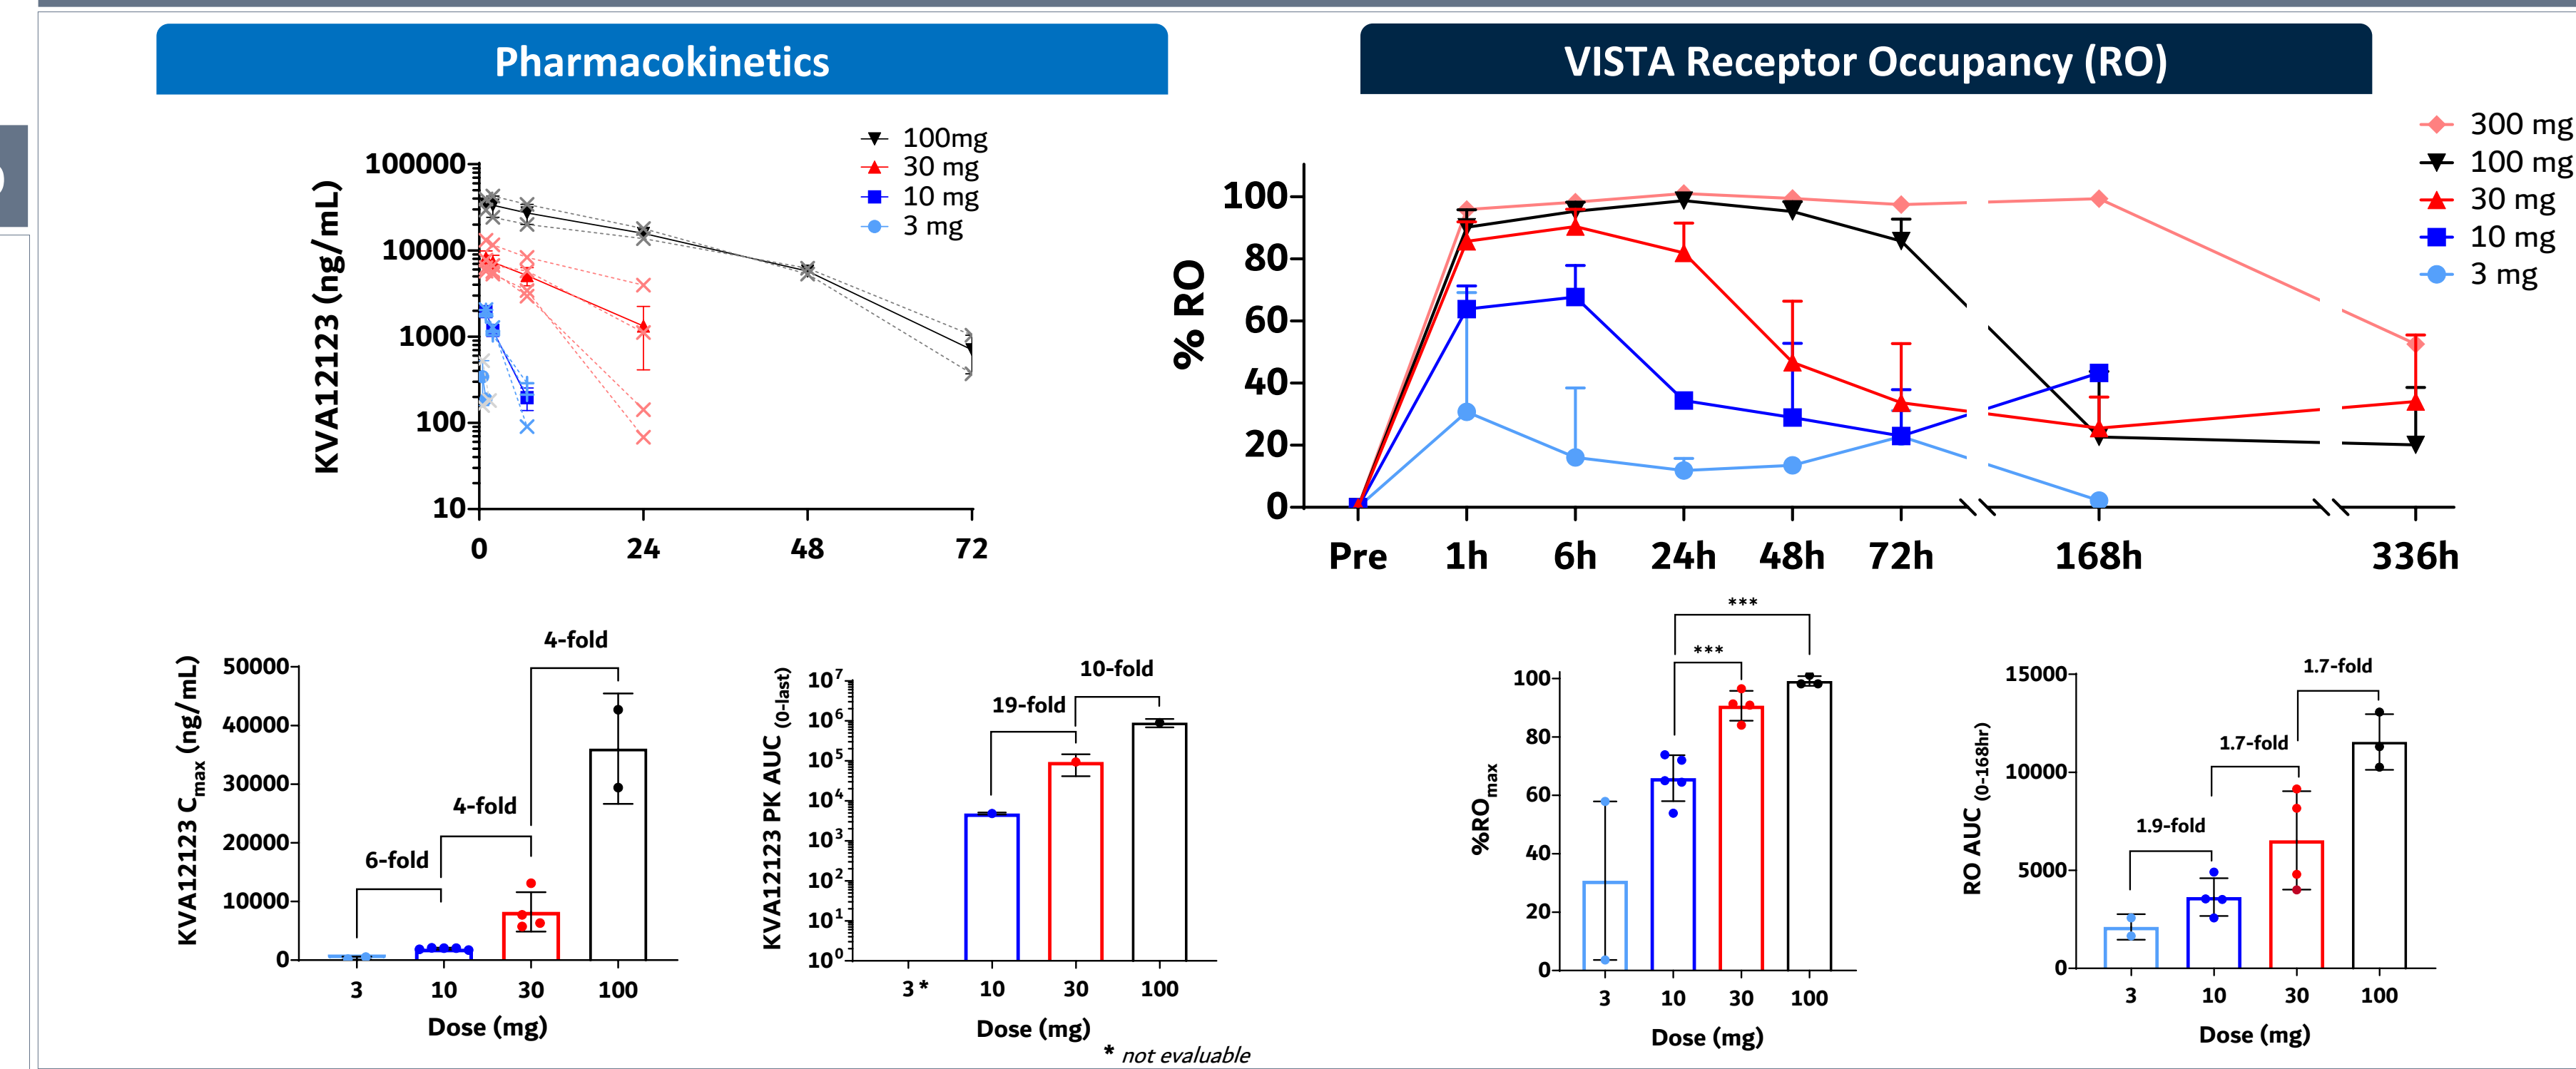 Pharmacokinetics
VISTA Receptor Occupancy (RO)
100mg
30 mg
10 mg
3 mg
KVA12123 (ng/mL)
100000
10000
1000
100
10
0
24
48
72
300 mg
100 mg
30 mg
10 mg
3 mg
% RO
100
80
60
40
20
0
Pre
1h
6h
24h
48h
72h
168h
336h
KVA12123 Cmax (ng/mL)
50000
40000
30000
20000
10000
0
6-fold
4-fold
4-fold
3
10
30
100
Dose (mg)
KVA12123 PK AUC (0-last)
10⁷
10⁶
10⁵
10⁴
10³
10²
10¹
10⁰
19-fold
10-fold
3 *
10
30
100
Dose (mg)
* not evaluable
%ROmax
100
80
60
40
20
0
***
***
3
10
30
100
Dose (mg)
RO AUC (0-168hr)
15000
10000
5000
0
1.9-fold
1.7-fold
1.7-fold
3
10
30
100
Dose (mg)